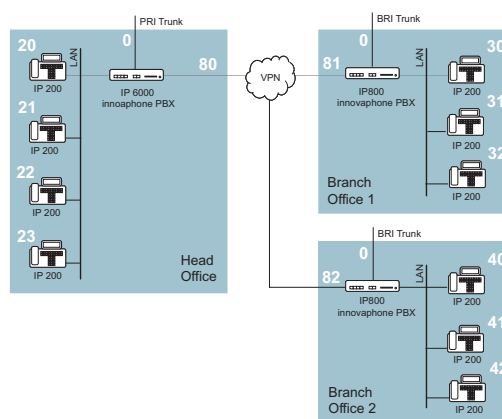 PRI Trunk
0
80
20
LAN
IP 200
IP 6000
innoaphone PBX
21
IP 200
22
IP 200
23
IP 200
Head
Office
VPN
BRI Trunk
0
81
LAN
30
IP 200
IP800
innovaphone PBX
31
IP 200
32
IP 200
Branch
Office 1
BRI Trunk
0
82
LAN
40
IP 200
IP800
innovaphone PBX
41
IP 200
42
IP 200
Branch
Office 2